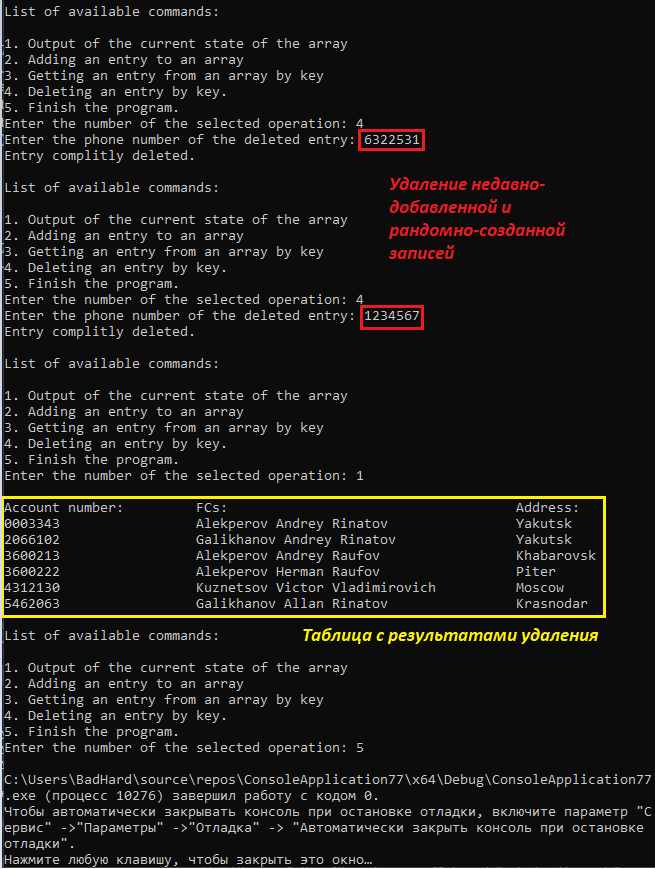 List of available commands:
1. Output of the current state of the array
2. Adding an entry to an array
3. Getting an entry from an array by key
4. Deleting an entry by key.
5. Finish the program.
Enter the number of the selected operation: 4
Enter the phone number of the deleted entry: 6322531
Entry complitly deleted.
List of available commands:
Удаление недавно-
добавленной и
рандомно-созданной
записей
1. Output of the current state of the array
2. Adding an entry to an array
3. Getting an entry from an array by key
4. Deleting an entry by key.
5. Finish the program.
Enter the number of the selected operation: 4
Enter the phone number of the deleted entry: 1234567
Entry complitly deleted.
List of available commands:
1. Output of the current state of the array
2. Adding an entry to an array
3. Getting an entry from an array by key
4. Deleting an entry by key.
5. Finish the program.
Enter the number of the selected operation: 1
Account number: FCs: Address:
0003343 Alekperov Andrey Rinatov Yakutsk
2066102 Galikhanov Andrey Rinatov Yakutsk
3600213 Alekperov Andrey Raufov Khabarovsk
3600222 Alekperov Herman Raufov Piter
4312130 Kuznetsov Victor Vladimirovich Moscow
5462063 Galikhanov Allan Rinatov Krasnodar
List of available commands:
Таблица с результатами удаления
1. Output of the current state of the array
2. Adding an entry to an array
3. Getting an entry from an array by key
4. Deleting an entry by key.
5. Finish the program.
Enter the number of the selected operation: 5
C:\Users\BadHard\source\repos\ConsoleApplication77\x64\Debug\ConsoleApplication77
.exe (процесс 10276) завершил работу с кодом 0.
Чтобы автоматически закрывать консоль при остановке отладки, включите параметр "С
ервис" ->"Параметры" ->"Отладка" -> "Автоматически закрыть консоль при остановке
отладки".
Нажмите любую клавишу, чтобы закрыть это окно…